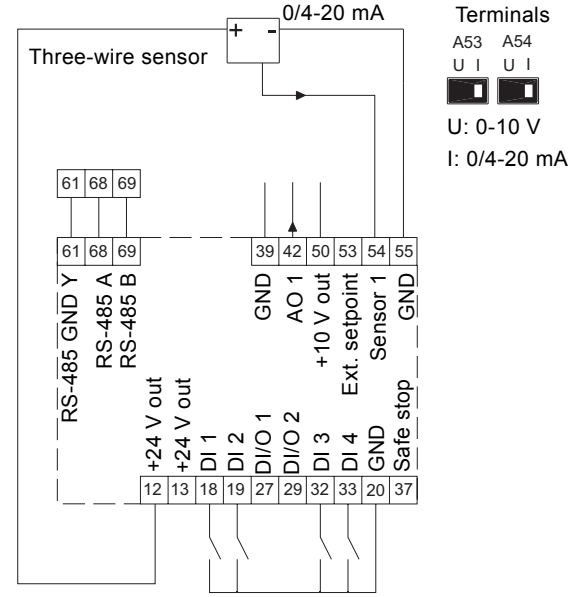 0/4-20 mA
Terminals
+ -
Three-wire sensor
A53 A54
U I U I
U: 0-10 V
I: 0/4-20 mA
61 68 69
61 68 69
39 42 50 53 54 55
RS-485 GND Y
RS-485 A
RS-485 B
GND
AO 1
+10 V out
Ext. setpoint
Sensor 1
GND
+24 V out
+24 V out
DI 1
DI 2
DI/O 1
DI/O 2
DI 3
DI 4
GND
Safe stop
12 13 18 19 27 29 32 33 20 37